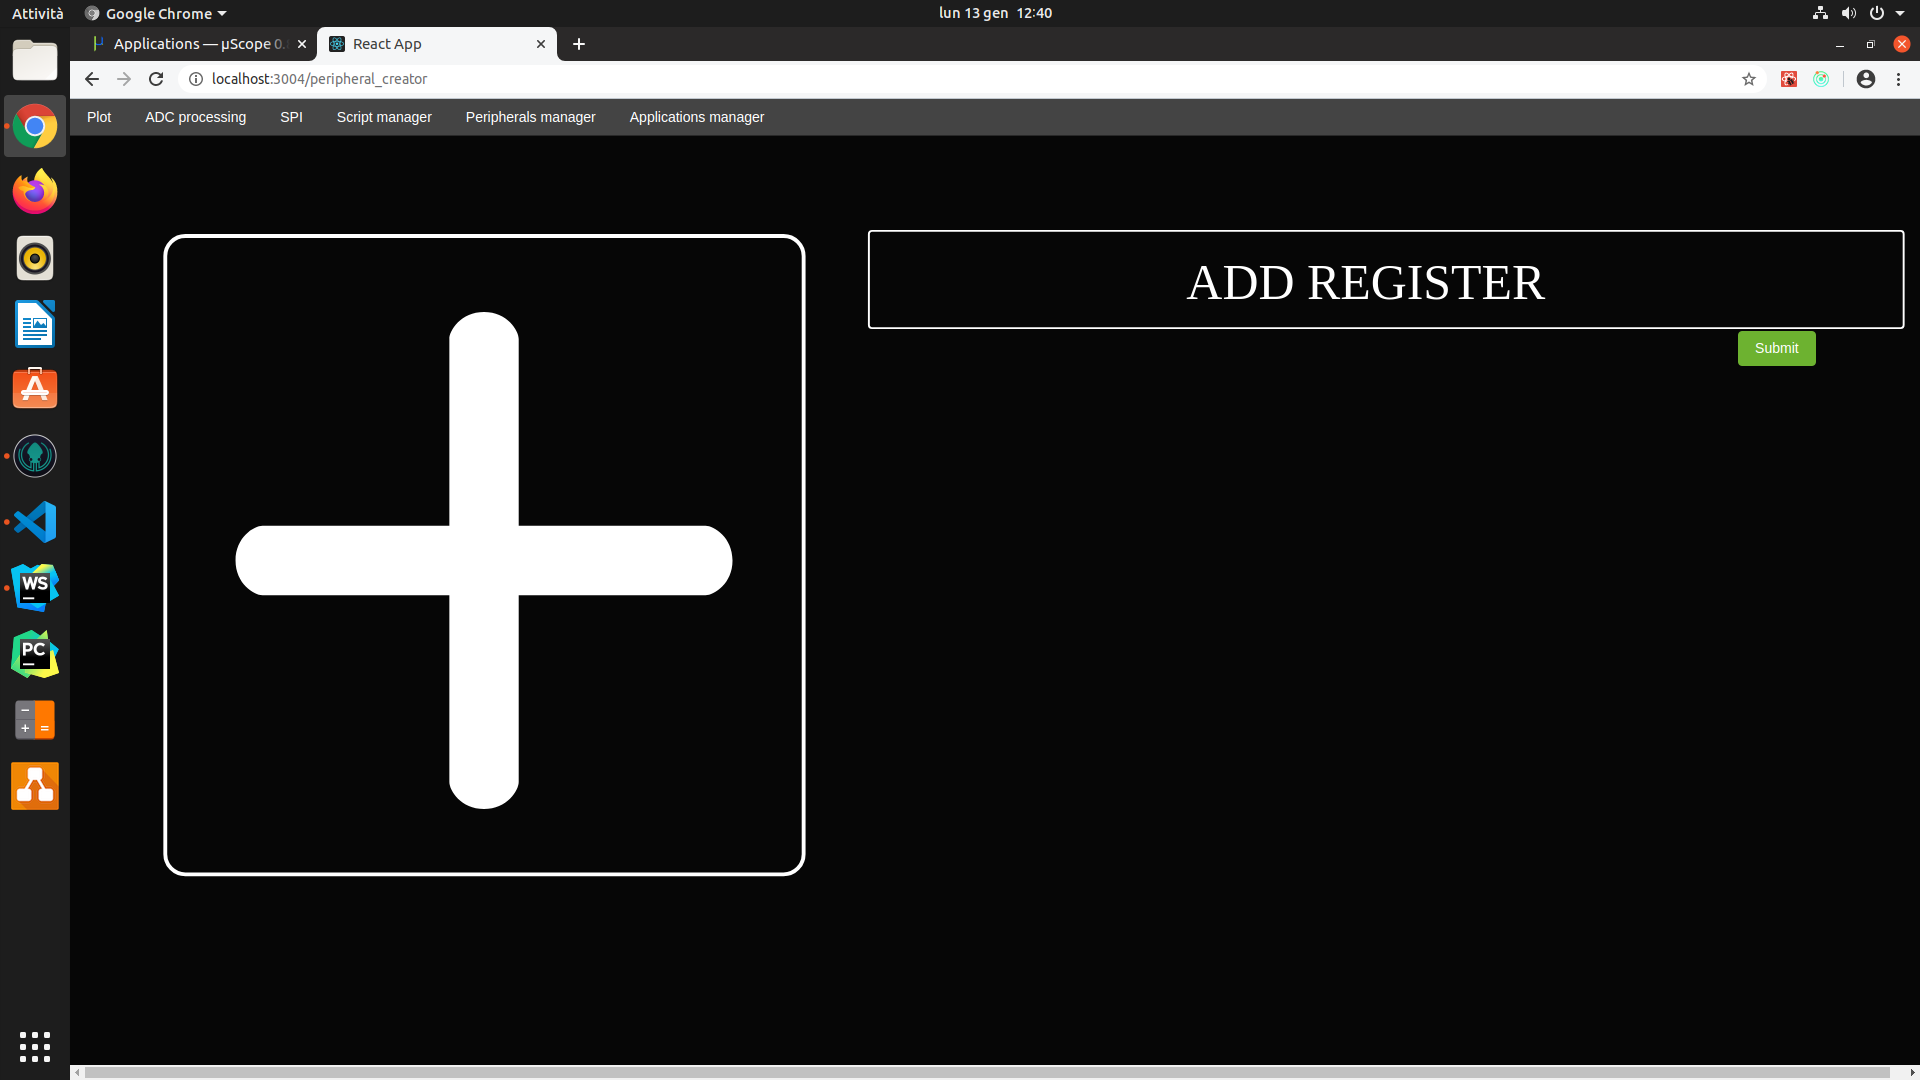 Attività
Google Chrome
lun 13 gen 12:40
Applications — µScope 0.
React App
localhost:3004/peripheral_creator
Plot
ADC processing
SPI
Script manager
Peripherals manager
Applications manager
ADD REGISTER
Submit
WS
PC